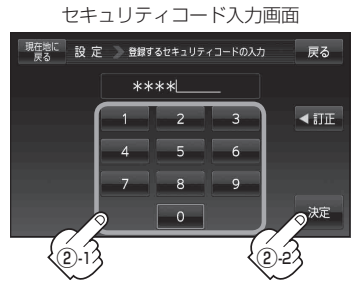 セキュリティコード入力画面
現在地に
戻る
設 定 登録するセキュリティコードの入力
戻る
****
1 2 3
◀訂正
4 5 6
7 8 9
0
決定
②-1 ②-2